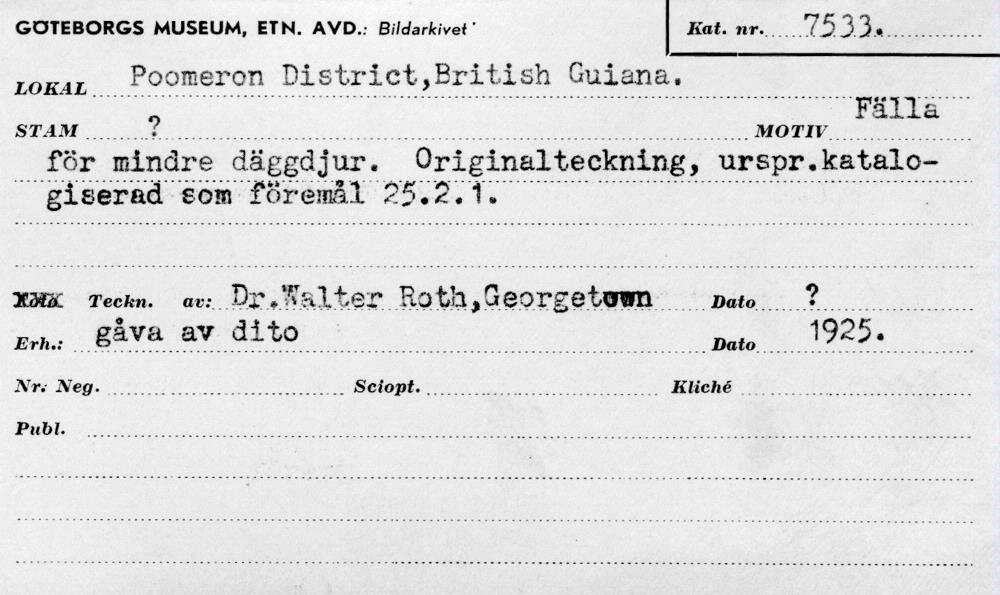 GÖTEBORGS MUSEUM, ETN. AVD.: Bildarkivet
Kat. nr. 7533.
LOKAL Poomeron District,British Guiana.
STAM ? MOTIV Fälla
för mindre däggdjur. Originalteckning, urspr.katalo-
giserad som föremål 25.2.1.
Foto Teckn. av: Dr.Walter Roth,Georgetown Dato ?
Erh.: gåva av dito Dato 1925.
Nr. Neg. Sciopt. Kliché
Publ.